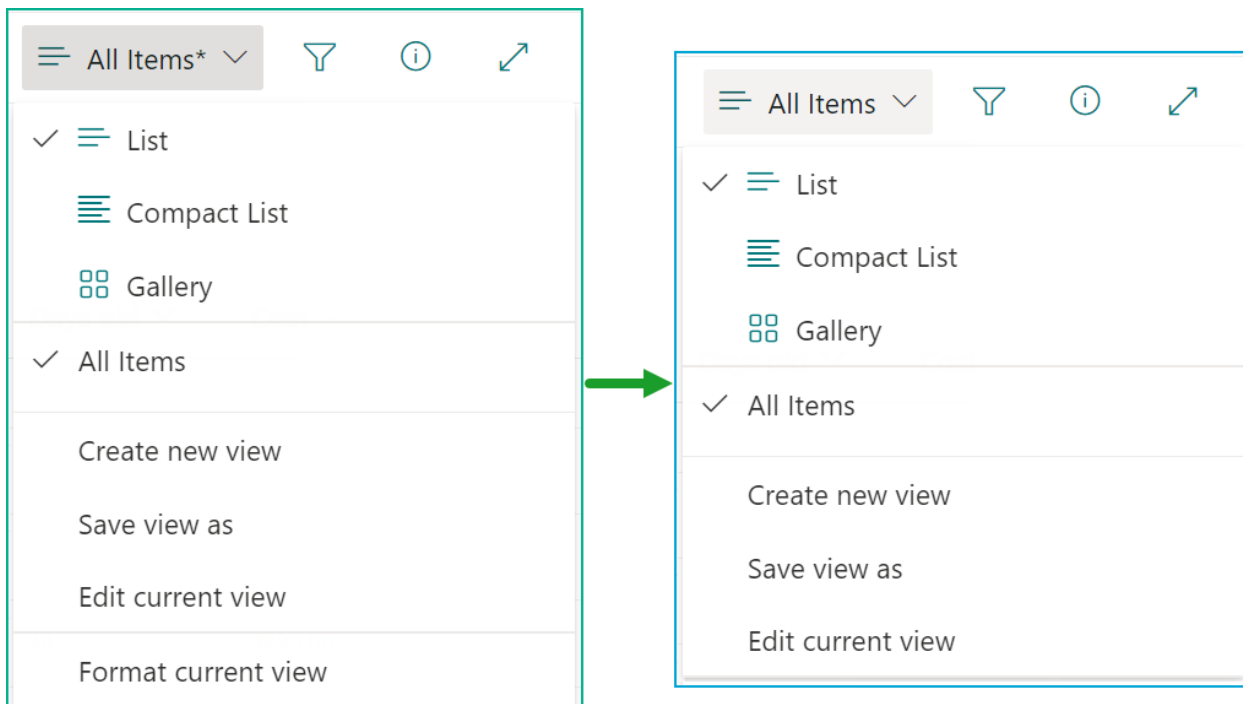 All Items*
List
Compact List
Gallery
All Items
Create new view
Save view as
Edit current view
Format current view
All Items
List
Compact List
Gallery
All Items
Create new view
Save view as
Edit current view